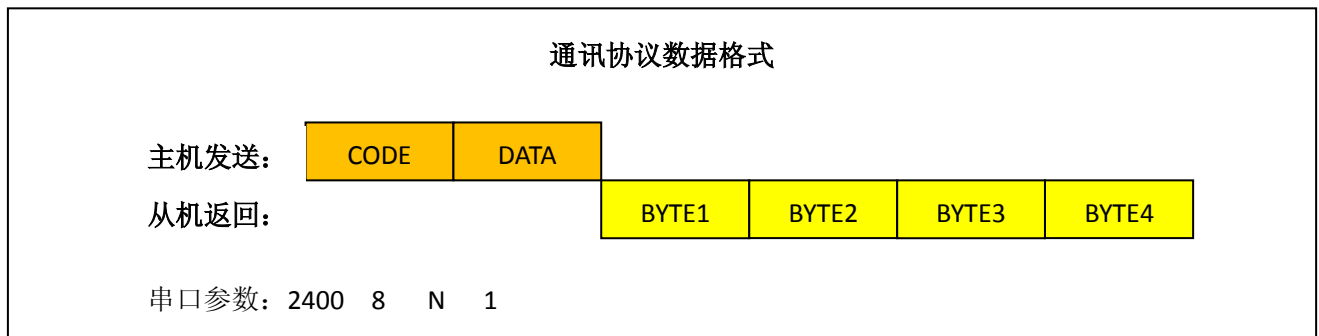 通讯协议数据格式
主机发送： CODE DATA
从机返回： BYTE1 BYTE2 BYTE3 BYTE4
串口参数：2400 8 N 1